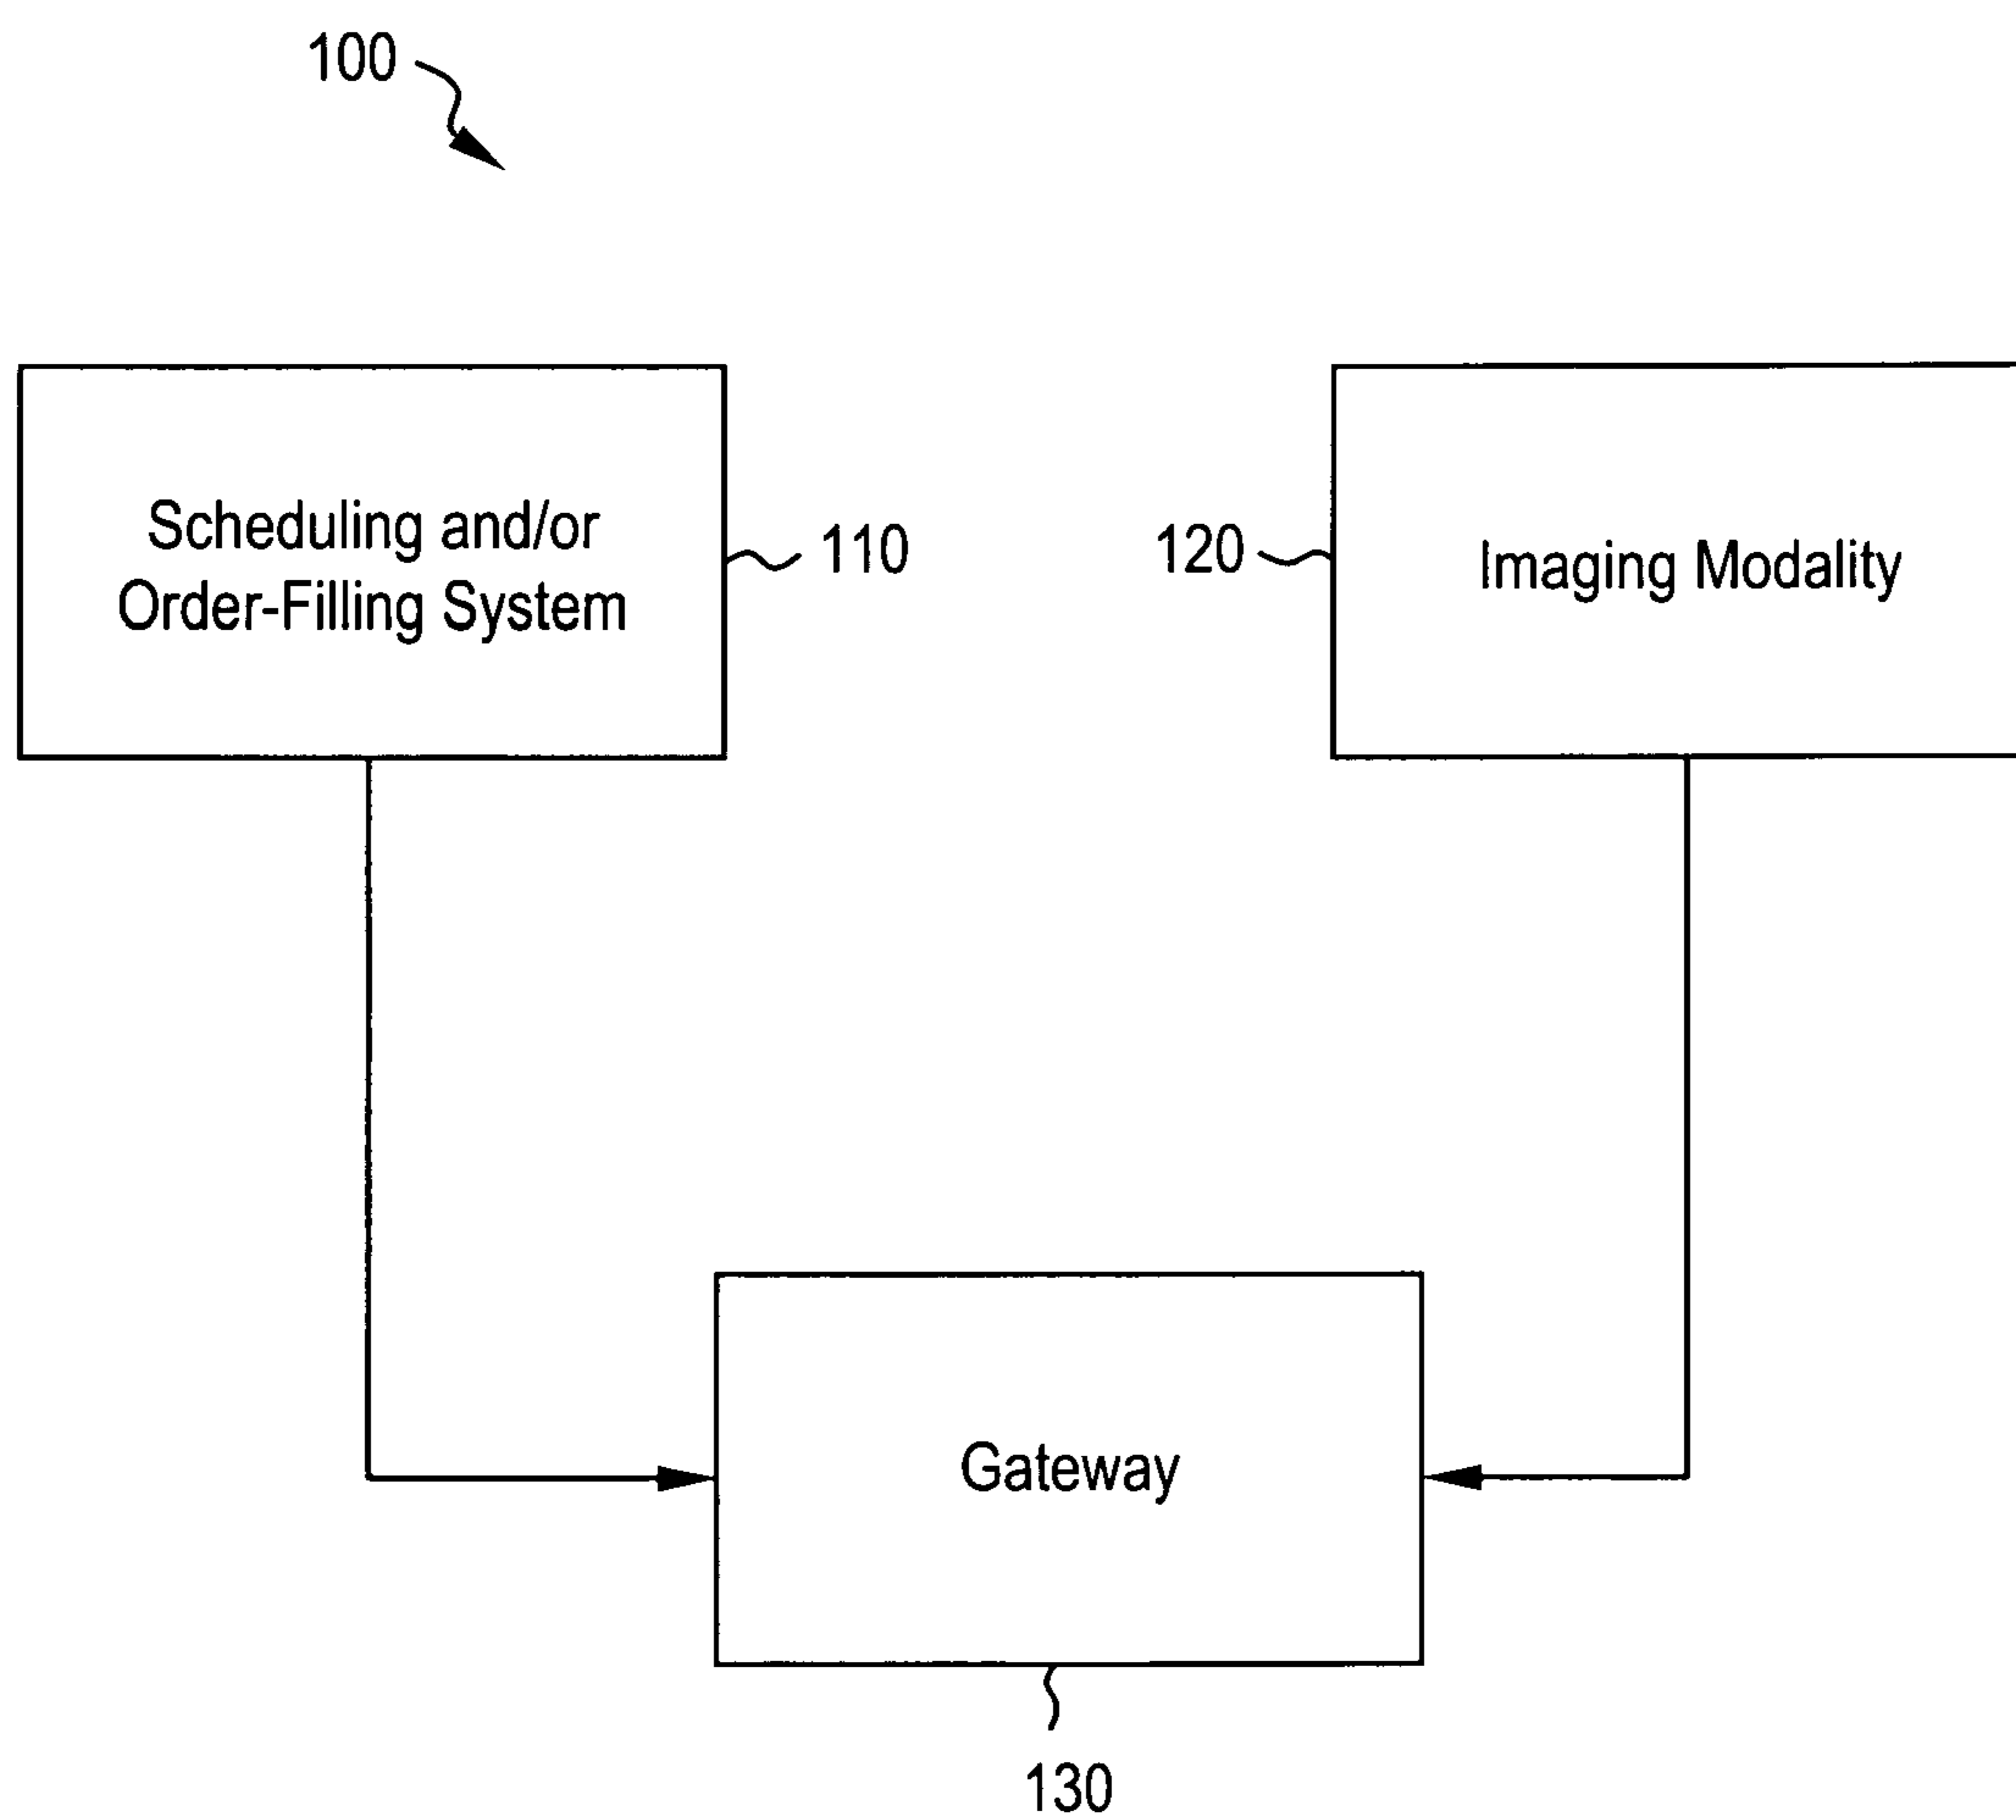 100
Scheduling and/or
Order-Filling System
110
120
Imaging Modality
Gateway
130